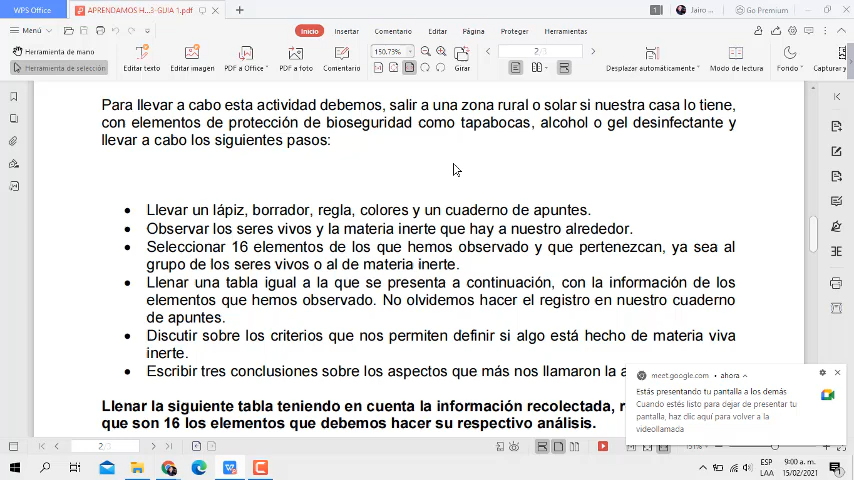 WPS Office
APRENDAMOS H...3-GUIA 1.pdf
1
Jairo ...
Go Premium
Menú
Inicio
Insertar
Comentario
Editar
Página
Proteger
Herramientas
Herramienta de mano
Herramienta de selección
Editar texto
Editar imagen
PDF a Office
PDF a foto
Comentario
150.73%
Girar
2/3
Desplazar automáticamente
Modo de lectura
Fondo
Capturar y
Para llevar a cabo esta actividad debemos, salir a una zona rural o solar si nuestra casa lo tiene,
con elementos de protección de bioseguridad como tapabocas, alcohol o gel desinfectante y
llevar a cabo los siguientes pasos:
• Llevar un lápiz, borrador, regla, colores y un cuaderno de apuntes.
• Observar los seres vivos y la materia inerte que hay a nuestro alrededor.
• Seleccionar 16 elementos de los que hemos observado y que pertenezcan, ya sea al
grupo de los seres vivos o al de materia inerte.
• Llenar una tabla igual a la que se presenta a continuación, con la información de los
elementos que hemos observado. No olvidemos hacer el registro en nuestro cuaderno
de apuntes.
• Discutir sobre los criterios que nos permiten definir si algo está hecho de materia viva
inerte.
• Escribir tres conclusiones sobre los aspectos que más nos llamaron la a
Llenar la siguiente tabla teniendo en cuenta la información recolectada, r
que son 16 los elementos que debemos hacer su respectivo análisis.
meet.google.com • ahora
Estás presentando tu pantalla a los demás
Cuando estés listo para dejar de presentar tu
pantalla, haz clic aquí para volver a la
videollamada
2/3
151%
ESP
LAA
9:00 a. m.
15/02/2021